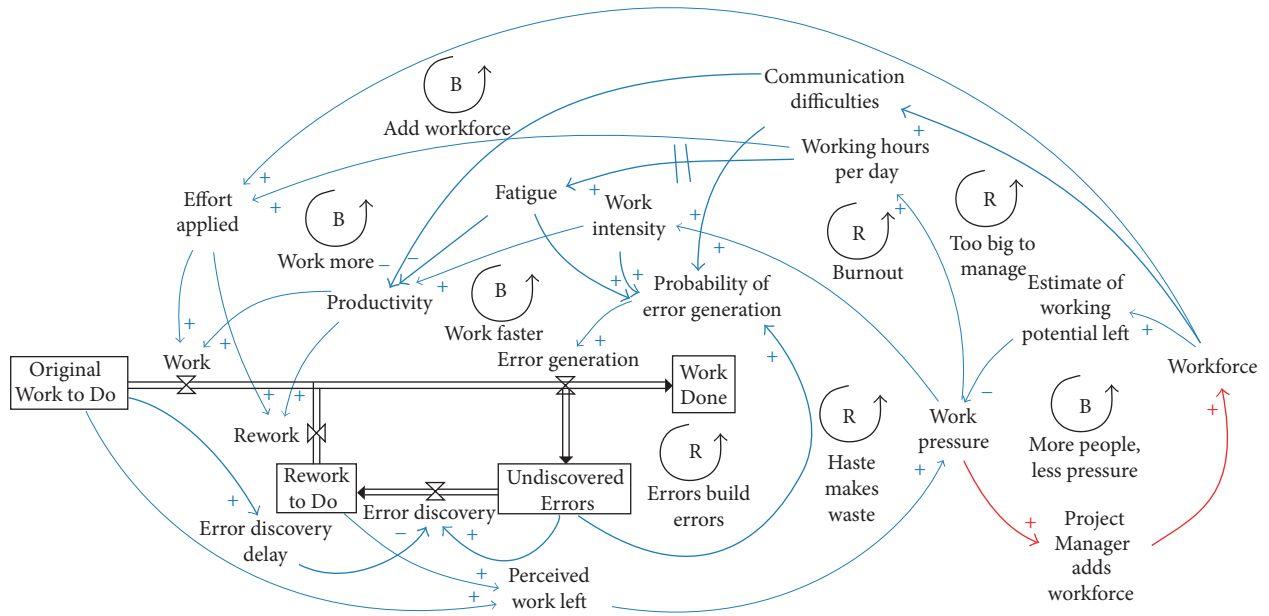 Communication
difficulties
B
Add workforce
+
Working hours
per day
+
+
Effort
applied
Fatigue
+
Work
intensity
+
+
R
Too big to
manage
B
Work more
R
Burnout
+
–
–
+
Productivity
B
Work faster
+
+
+
Probability of
error generation
Estimate of
working
potential left
+
+
+
Work
Error generation
+
+
Workforce
Original
Work to Do
Work
Done
–
+
+
+
Rework
R
Errors build
errors
R
Haste
makes
waste
Work
pressure
B
More people,
less pressure
+
Rework
to Do
Undiscovered
Errors
+
Error discovery
delay
Error discovery
–
+
+
Project
Manager
adds
workforce
+
+
Perceived
work left